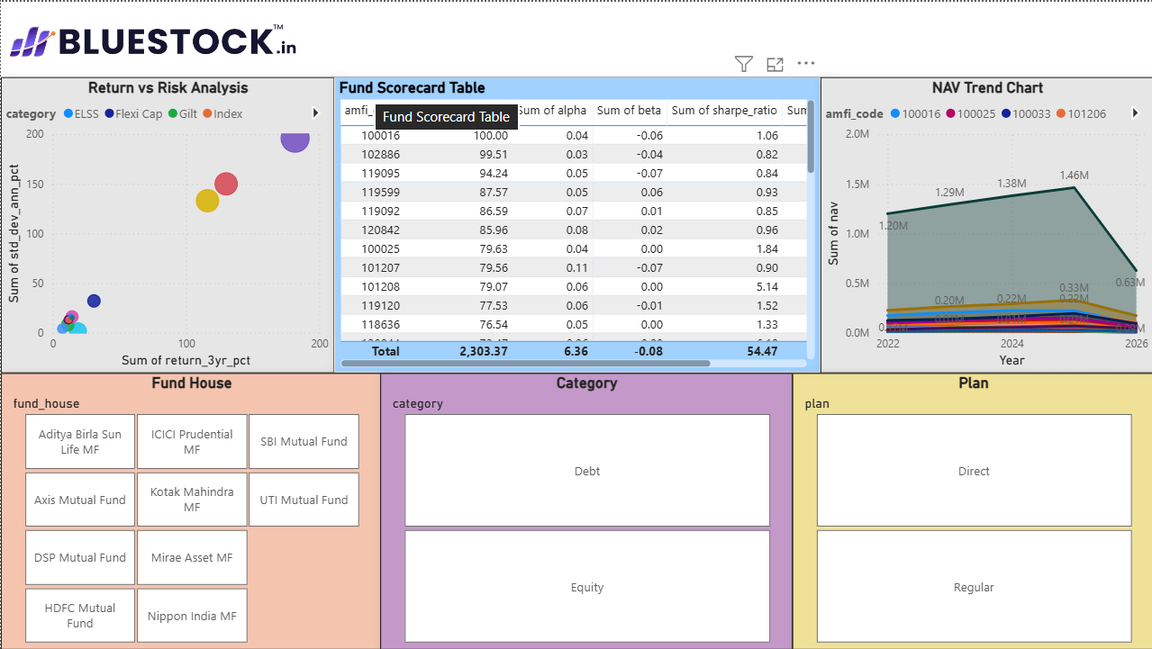 BLUESTOCK.in
™
Return vs Risk Analysis
category ELSS Flexi Cap Gilt Index
Sum of std_dev_ann_pct
200
150
100
50
0
0 100 200
Sum of return_3yr_pct
Fund Scorecard Table
amfi_ Sum of alpha Sum of beta Sum of sharpe_ratio Sum
Fund Scorecard Table
100016 100.00 0.04 -0.06 1.06
102886 99.51 0.03 -0.04 0.82
119095 94.24 0.05 -0.07 0.84
119599 87.57 0.05 0.06 0.93
119092 86.59 0.07 0.01 0.85
120842 85.96 0.08 0.02 0.96
100025 79.63 0.04 0.00 1.84
101207 79.56 0.11 -0.07 0.90
101208 79.07 0.06 0.00 5.14
119120 77.53 0.06 -0.01 1.52
118636 76.54 0.05 0.00 1.33
Total 2,303.37 6.36 -0.08 54.47
NAV Trend Chart
amfi_code 100016 100025 100033 101206
Sum of nav
2.0M
1.5M
1.0M
0.5M
0.0M
1.20M
1.29M
1.38M
1.46M
0.63M
0.20M
0.22M
0.33M
2022 2024 2026
Year
Fund House
fund_house
Aditya Birla Sun
Life MF
ICICI Prudential
MF
SBI Mutual Fund
Axis Mutual Fund
Kotak Mahindra
MF
UTI Mutual Fund
DSP Mutual Fund
Mirae Asset MF
HDFC Mutual
Fund
Nippon India MF
Category
category
Debt
Equity
Plan
plan
Direct
Regular